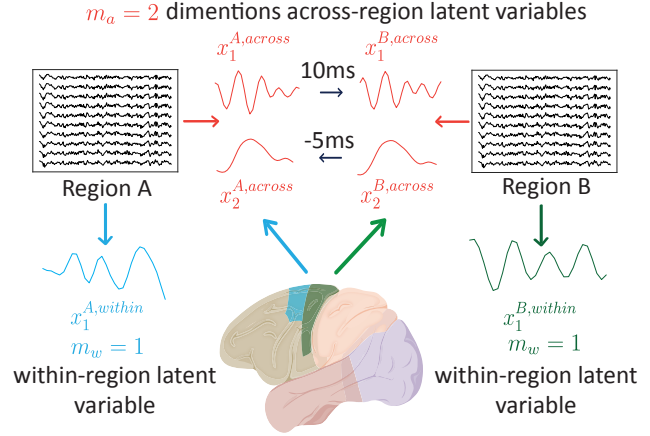 m_a = 2 dimentions across-region latent variables
x_1^{A,across} x_1^{B,across}
10ms
-5ms
Region A
Region B
x_2^{A,across} x_2^{B,across}
x_1^{A,within}
m_w = 1
within-region latent
variable
x_1^{B,within}
m_w = 1
within-region latent
variable